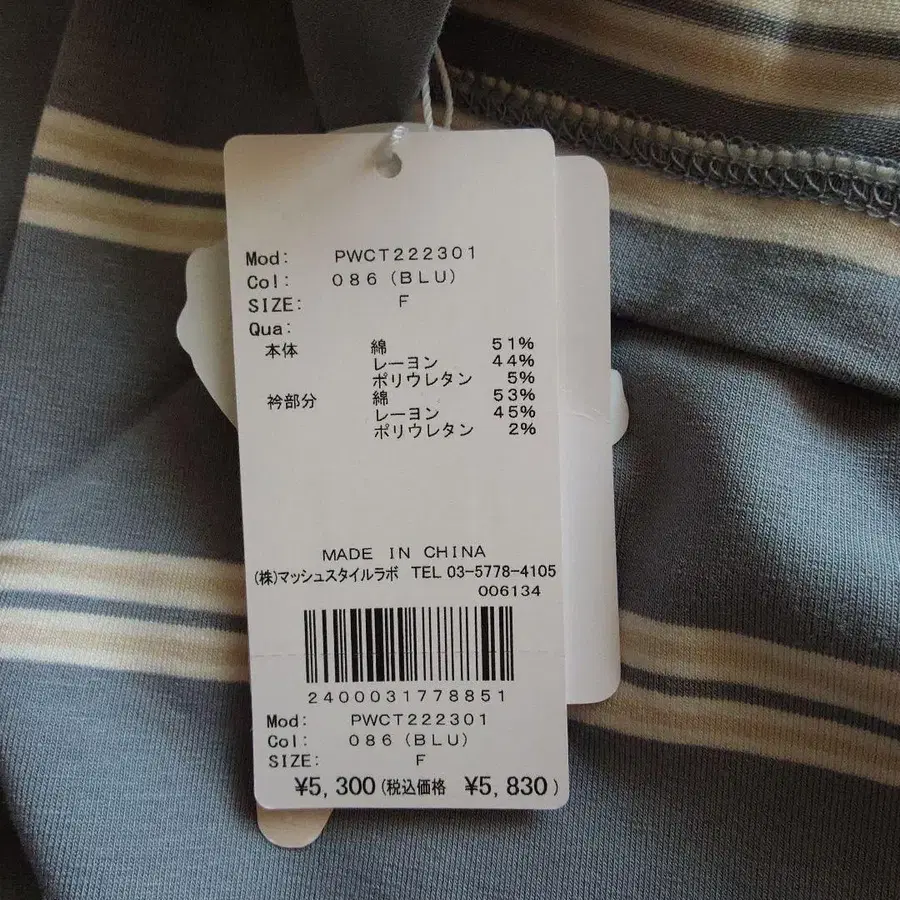 Mod: PWCT222301
Col: 086(BLU)
SIZE: F
Qua:
本体 綿 51%
レーヨン 44%
ポリウレタン 5%
衿部分 綿 53%
レーヨン 45%
ポリウレタン 2%
MADE IN CHINA
(株)マッシュスタイルラボ TEL 03-5778-4105
006134
2400031778851
Mod: PWCT222301
Col: 086(BLU)
SIZE: F
¥5,300(税込価格 ¥5,830)